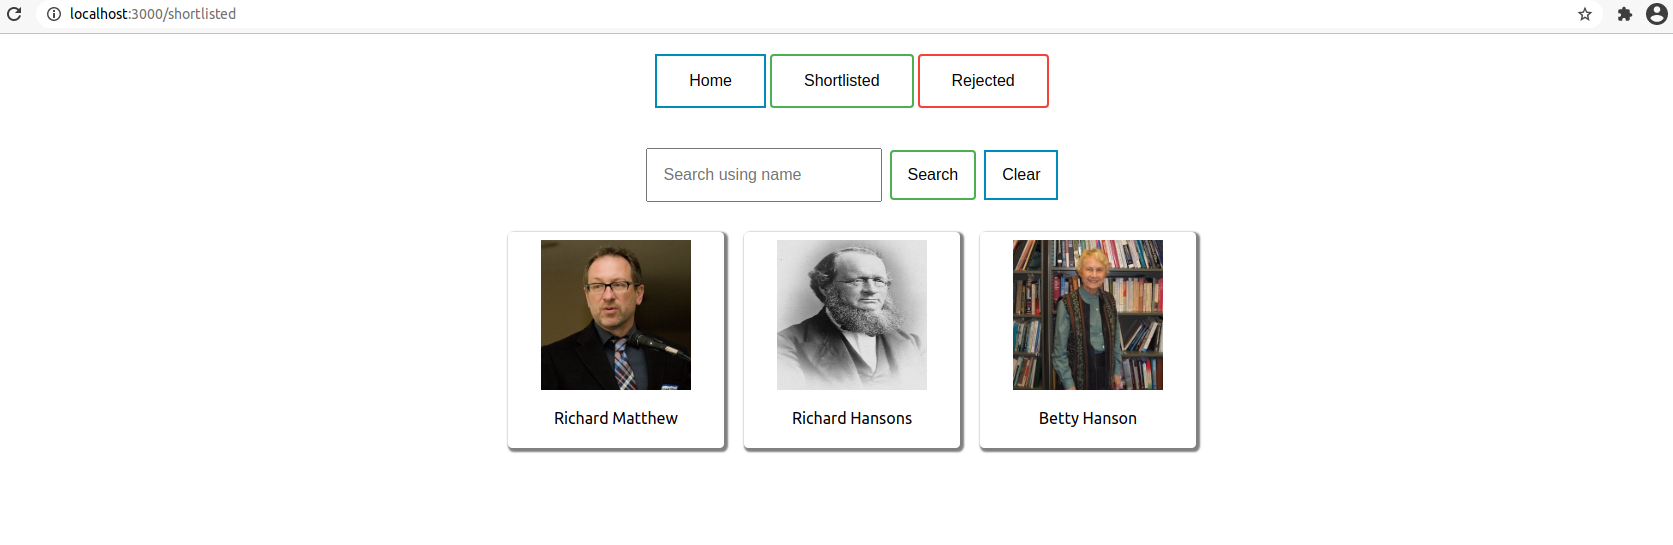 localhost:3000/shortlisted
Home Shortlisted Rejected
Search using name Search Clear
Richard Matthew Richard Hansons Betty Hanson